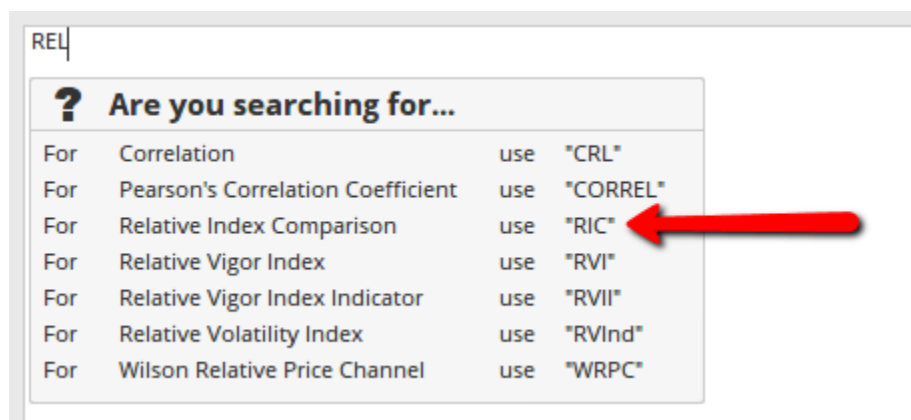 REL
? Are you searching for...
For Correlation use "CRL"
For Pearson's Correlation Coefficient use "CORREL"
For Relative Index Comparison use "RIC"
For Relative Vigor Index use "RVI"
For Relative Vigor Index Indicator use "RVII"
For Relative Volatility Index use "RVInd"
For Wilson Relative Price Channel use "WRPC"